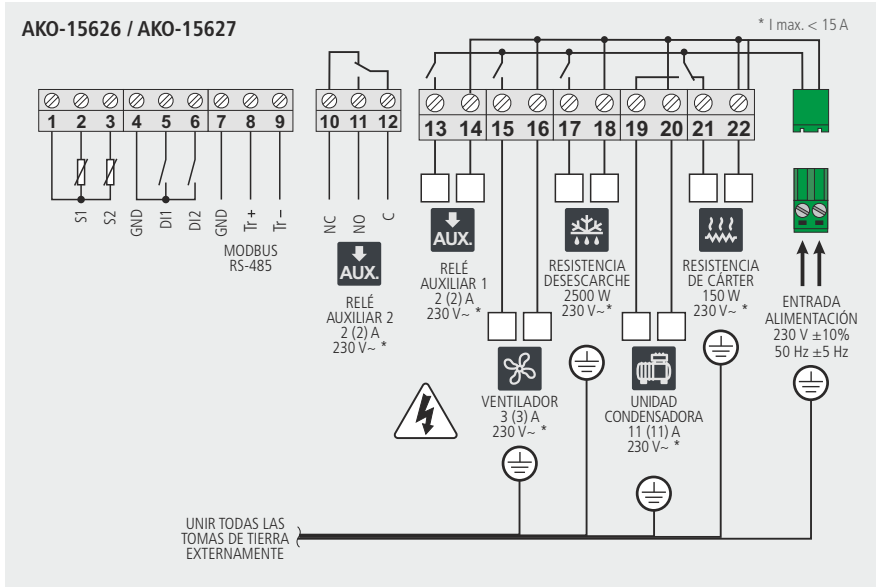 AKO-15626 / AKO-15627
* I max. < 15 A
1 2 3 4 5 6 7 8 9
10 11 12
13 14 15 16 17 18 19 20 21 22
S1
S2
GND
DI1
DI2
GND
Tr +
Tr –
MODBUS
RS-485
NC
NO
C
AUX.
RELÉ
AUXILIAR 2
2 (2) A
230 V~ *
AUX.
RELÉ
AUXILIAR 1
2 (2) A
230 V~ *
RESISTENCIA
DESESCARCHE
2500 W
230 V~*
RESISTENCIA
DE CÁRTER
150 W
230 V~ *
ENTRADA
ALIMENTACIÓN
230 V ±10%
50 Hz ±5 Hz
VENTILADOR
3 (3) A
230 V~ *
UNIDAD
CONDENSADORA
11 (11) A
230 V~ *
UNIR TODAS LAS
TOMAS DE TIERRA
EXTERNAMENTE